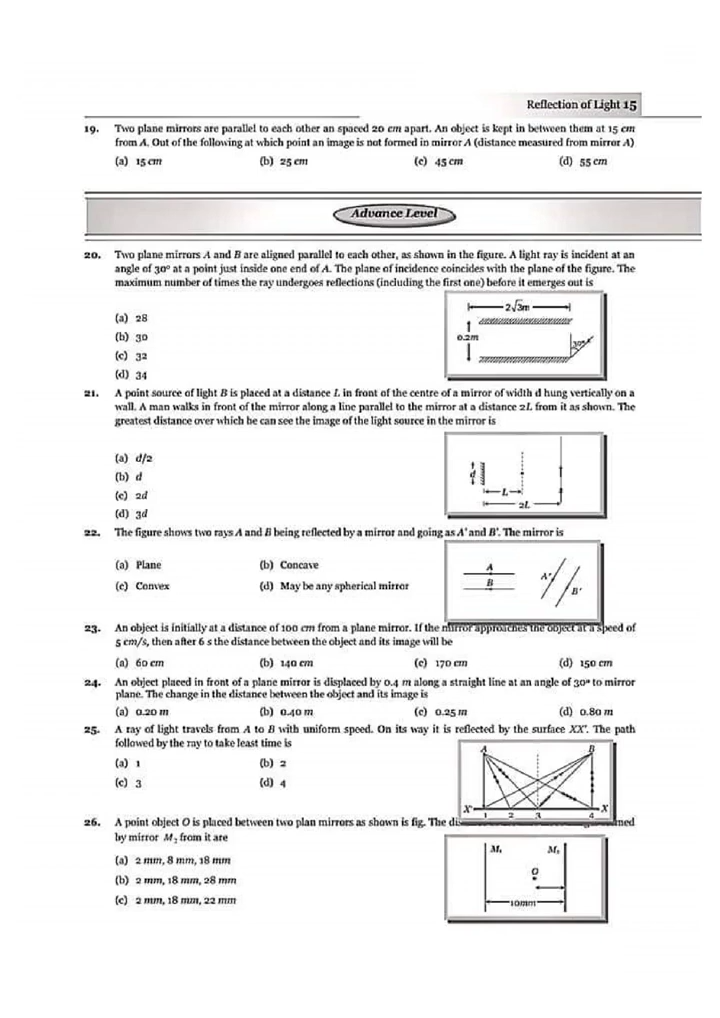 Reflection of Light 15
19. Two plane mirrors are parallel to each other an spaced 20 cm apart. An object is kept in between them at 15 cm
from A. Out of the following at which point an image is not formed in mirror A (distance measured from mirror A)
(a) 15 cm (b) 25 cm (c) 45 cm (d) 55 cm
Advance Level
20. Two plane mirrors A and B are aligned parallel to each other, as shown in the figure. A light ray is incident at an
angle of 30° at a point just inside one end of A. The plane of incidence coincides with the plane of the figure. The
maximum number of times the ray undergoes reflections (including the first one) before it emerges out is
(a) 28
(b) 30
(c) 32
(d) 34
2√3m
0.2m
30°
21. A point source of light B is placed at a distance L in front of the centre of a mirror of width d hung vertically on a
wall. A man walks in front of the mirror along a line parallel to the mirror at a distance 2L from it as shown. The
greatest distance over which be can see the image of the light source in the mirror is
(a) d/2
(b) d
(c) 2d
(d) 3d
d
L
2L
22. The figure shows two rays A and B being reflected by a mirror and going as A' and B'. The mirror is
(a) Plane (b) Concave
(c) Convex (d) May be any spherical mirror
A
B
A'
B'
23. An object is initially at a distance of 100 cm from a plane mirror. If the mirror approaches the object at a speed of
5 cm/s, then after 6 s the distance between the object and its image will be
(a) 60 cm (b) 140 cm (c) 170 cm (d) 150 cm
24. An object placed in front of a plane mirror is displaced by 0.4 m along a straight line at an angle of 30° to mirror
plane. The change in the distance between the object and its image is
(a) 0.20 m (b) 0.40 m (c) 0.25 m (d) 0.80 m
25. A ray of light travels from A to B with uniform speed. On its way it is reflected by the surface XX'. The path
followed by the ray to take least time is
(a) 1 (b) 2
(c) 3 (d) 4
A B
X' X
1 2 3 4
26. A point object O is placed between two plan mirrors as shown is fig. The
by mirror M₂ from it are
(a) 2 mm, 8 mm, 18 mm
(b) 2 mm, 18 mm, 28 mm
(c) 2 mm, 18 mm, 22 mm
O
10mm